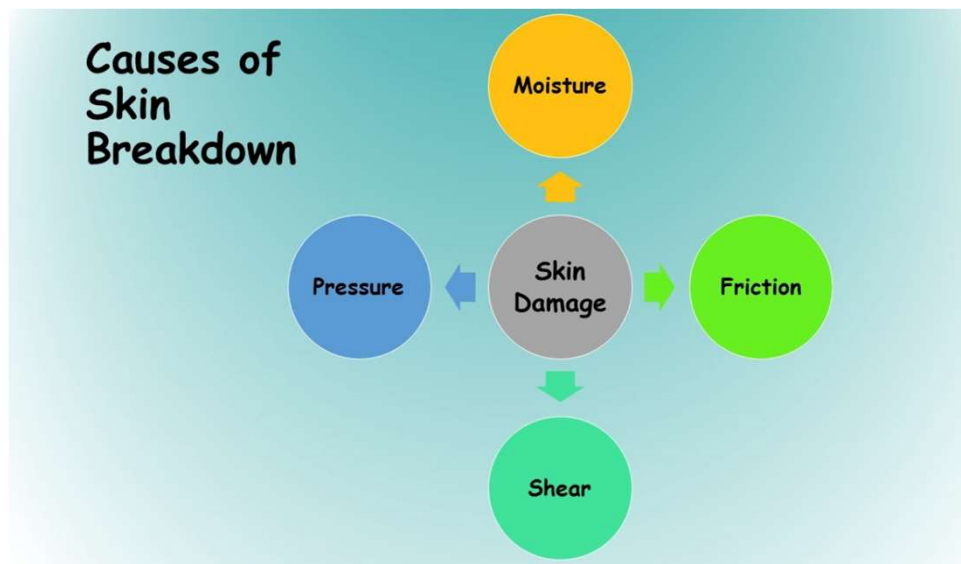 Causes of
Skin
Breakdown
Moisture
Pressure
Skin
Damage
Friction
Shear